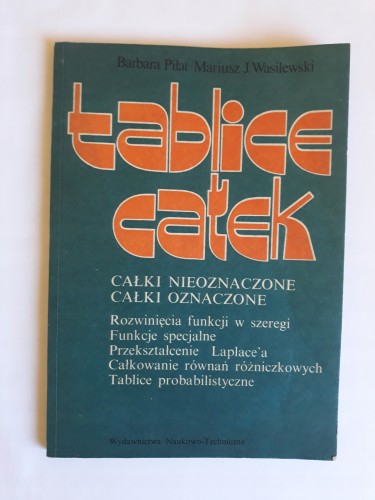 Barbara Piłat Mariusz J. Wasilewski
tablice
całek
CAŁKI NIEOZNACZONE
CAŁKI OZNACZONE
Rozwinięcia funkcji w szeregi
Funkcje specjalne
Przekształcenie Laplace'a
Całkowanie równań różniczkowych
Tablice probabilistyczne
Wydawnictwa Naukowo-Techniczne